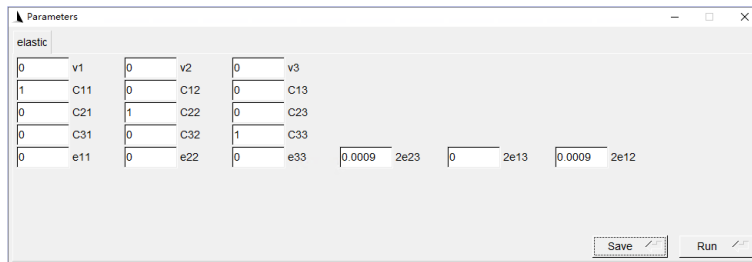 Parameters
elastic
0 v1 0 v2 0 v3
1 C11 0 C12 0 C13
0 C21 1 C22 0 C23
0 C31 0 C32 1 C33
0 e11 0 e22 0 e33 0.0009 2e23 0 2e13 0.0009 2e12
Save Run